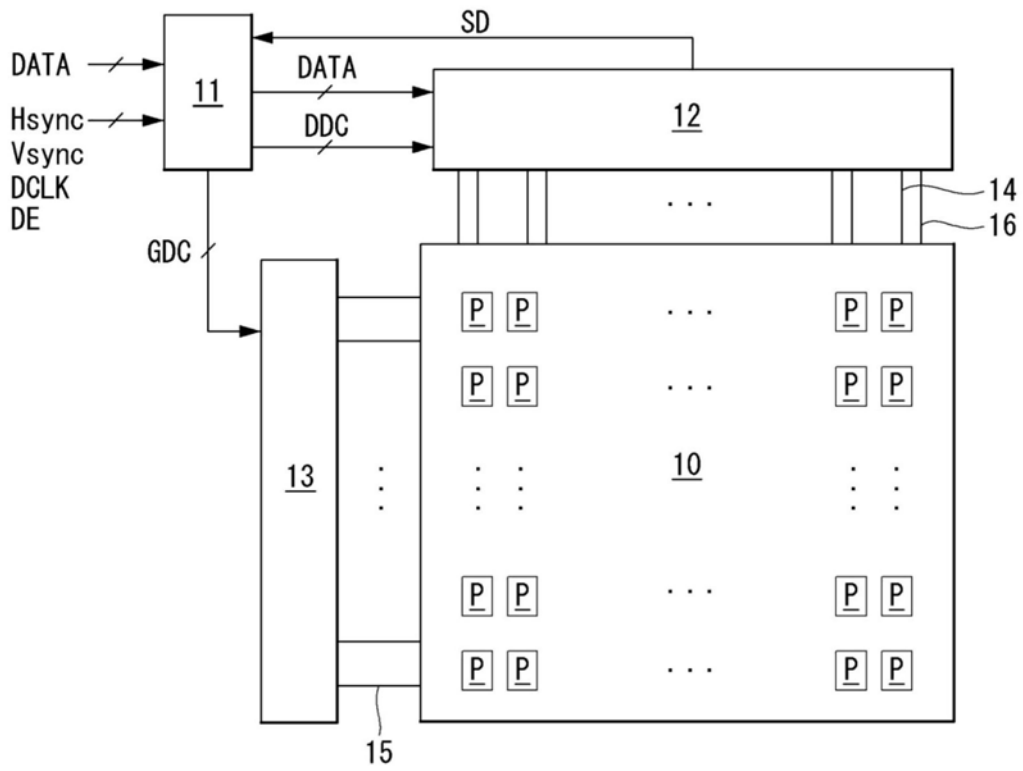 SD
DATA
DATA
11
12
Hsync
DDC
Vsync
DCLK
DE
14
16
GDC
P P ... P P
P P ... P P
13
10
P P ... P P
P P ... P P
15